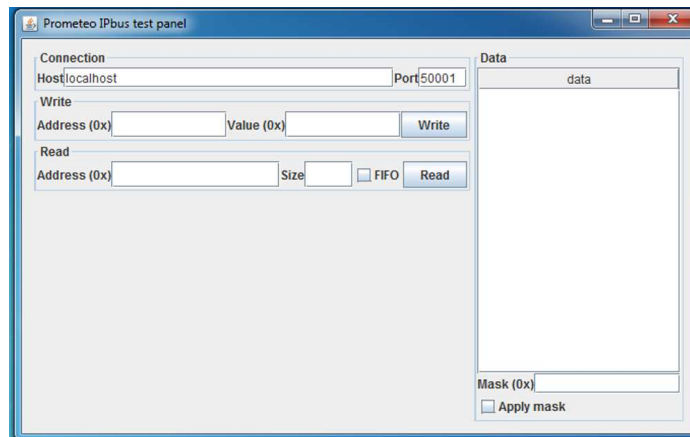 Prometeo IPbus test panel
Connection
Host localhost Port 50001
Write
Address (0x) Value (0x) Write
Read
Address (0x) Size FIFO Read
Data
data
Mask (0x)
Apply mask